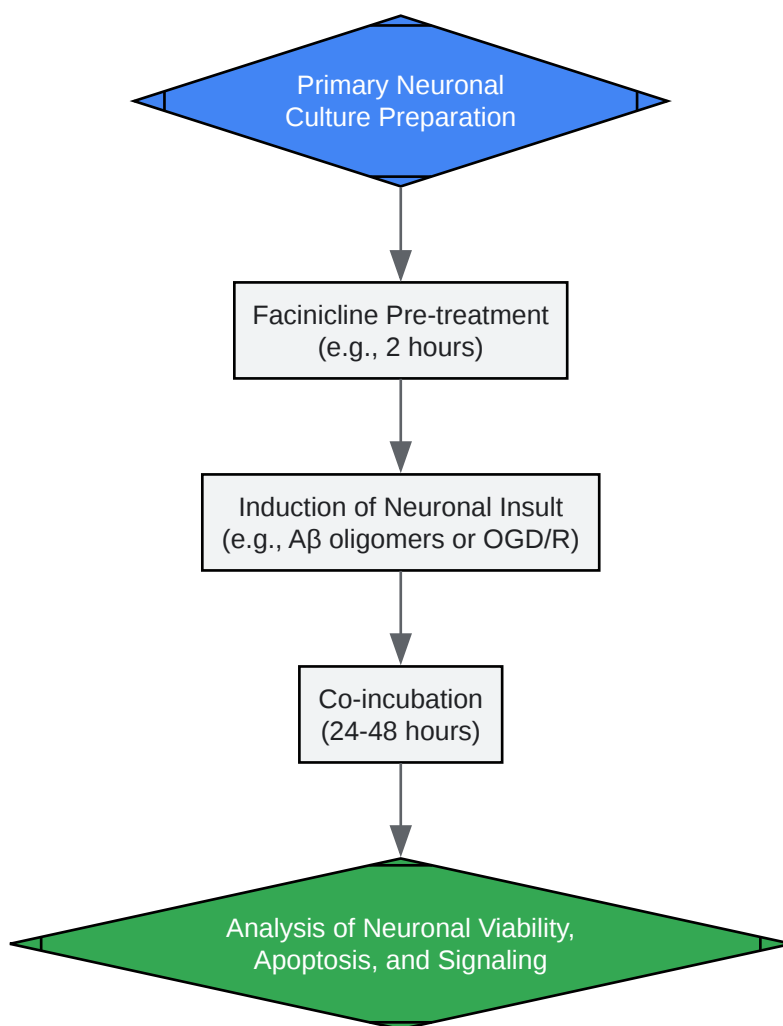 Primary Neuronal
Culture Preparation
Facinicline Pre-treatment
(e.g., 2 hours)
Induction of Neuronal Insult
(e.g., Aβ oligomers or OGD/R)
Co-incubation
(24-48 hours)
Analysis of Neuronal Viability,
Apoptosis, and Signaling